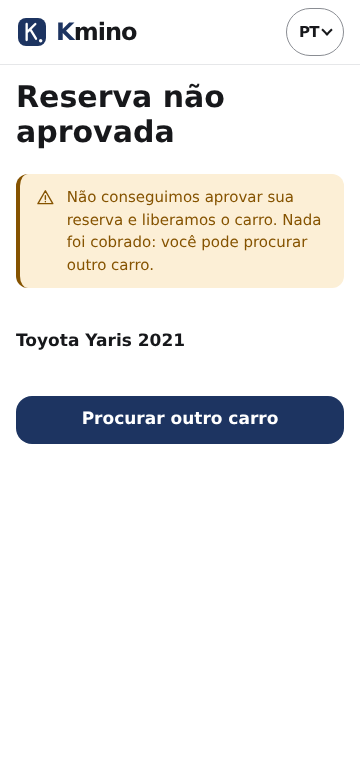 K. Kmino
PT
Reserva não
aprovada
Não conseguimos aprovar sua
reserva e liberamos o carro. Nada
foi cobrado: você pode procurar
outro carro.
Toyota Yaris 2021
Procurar outro carro